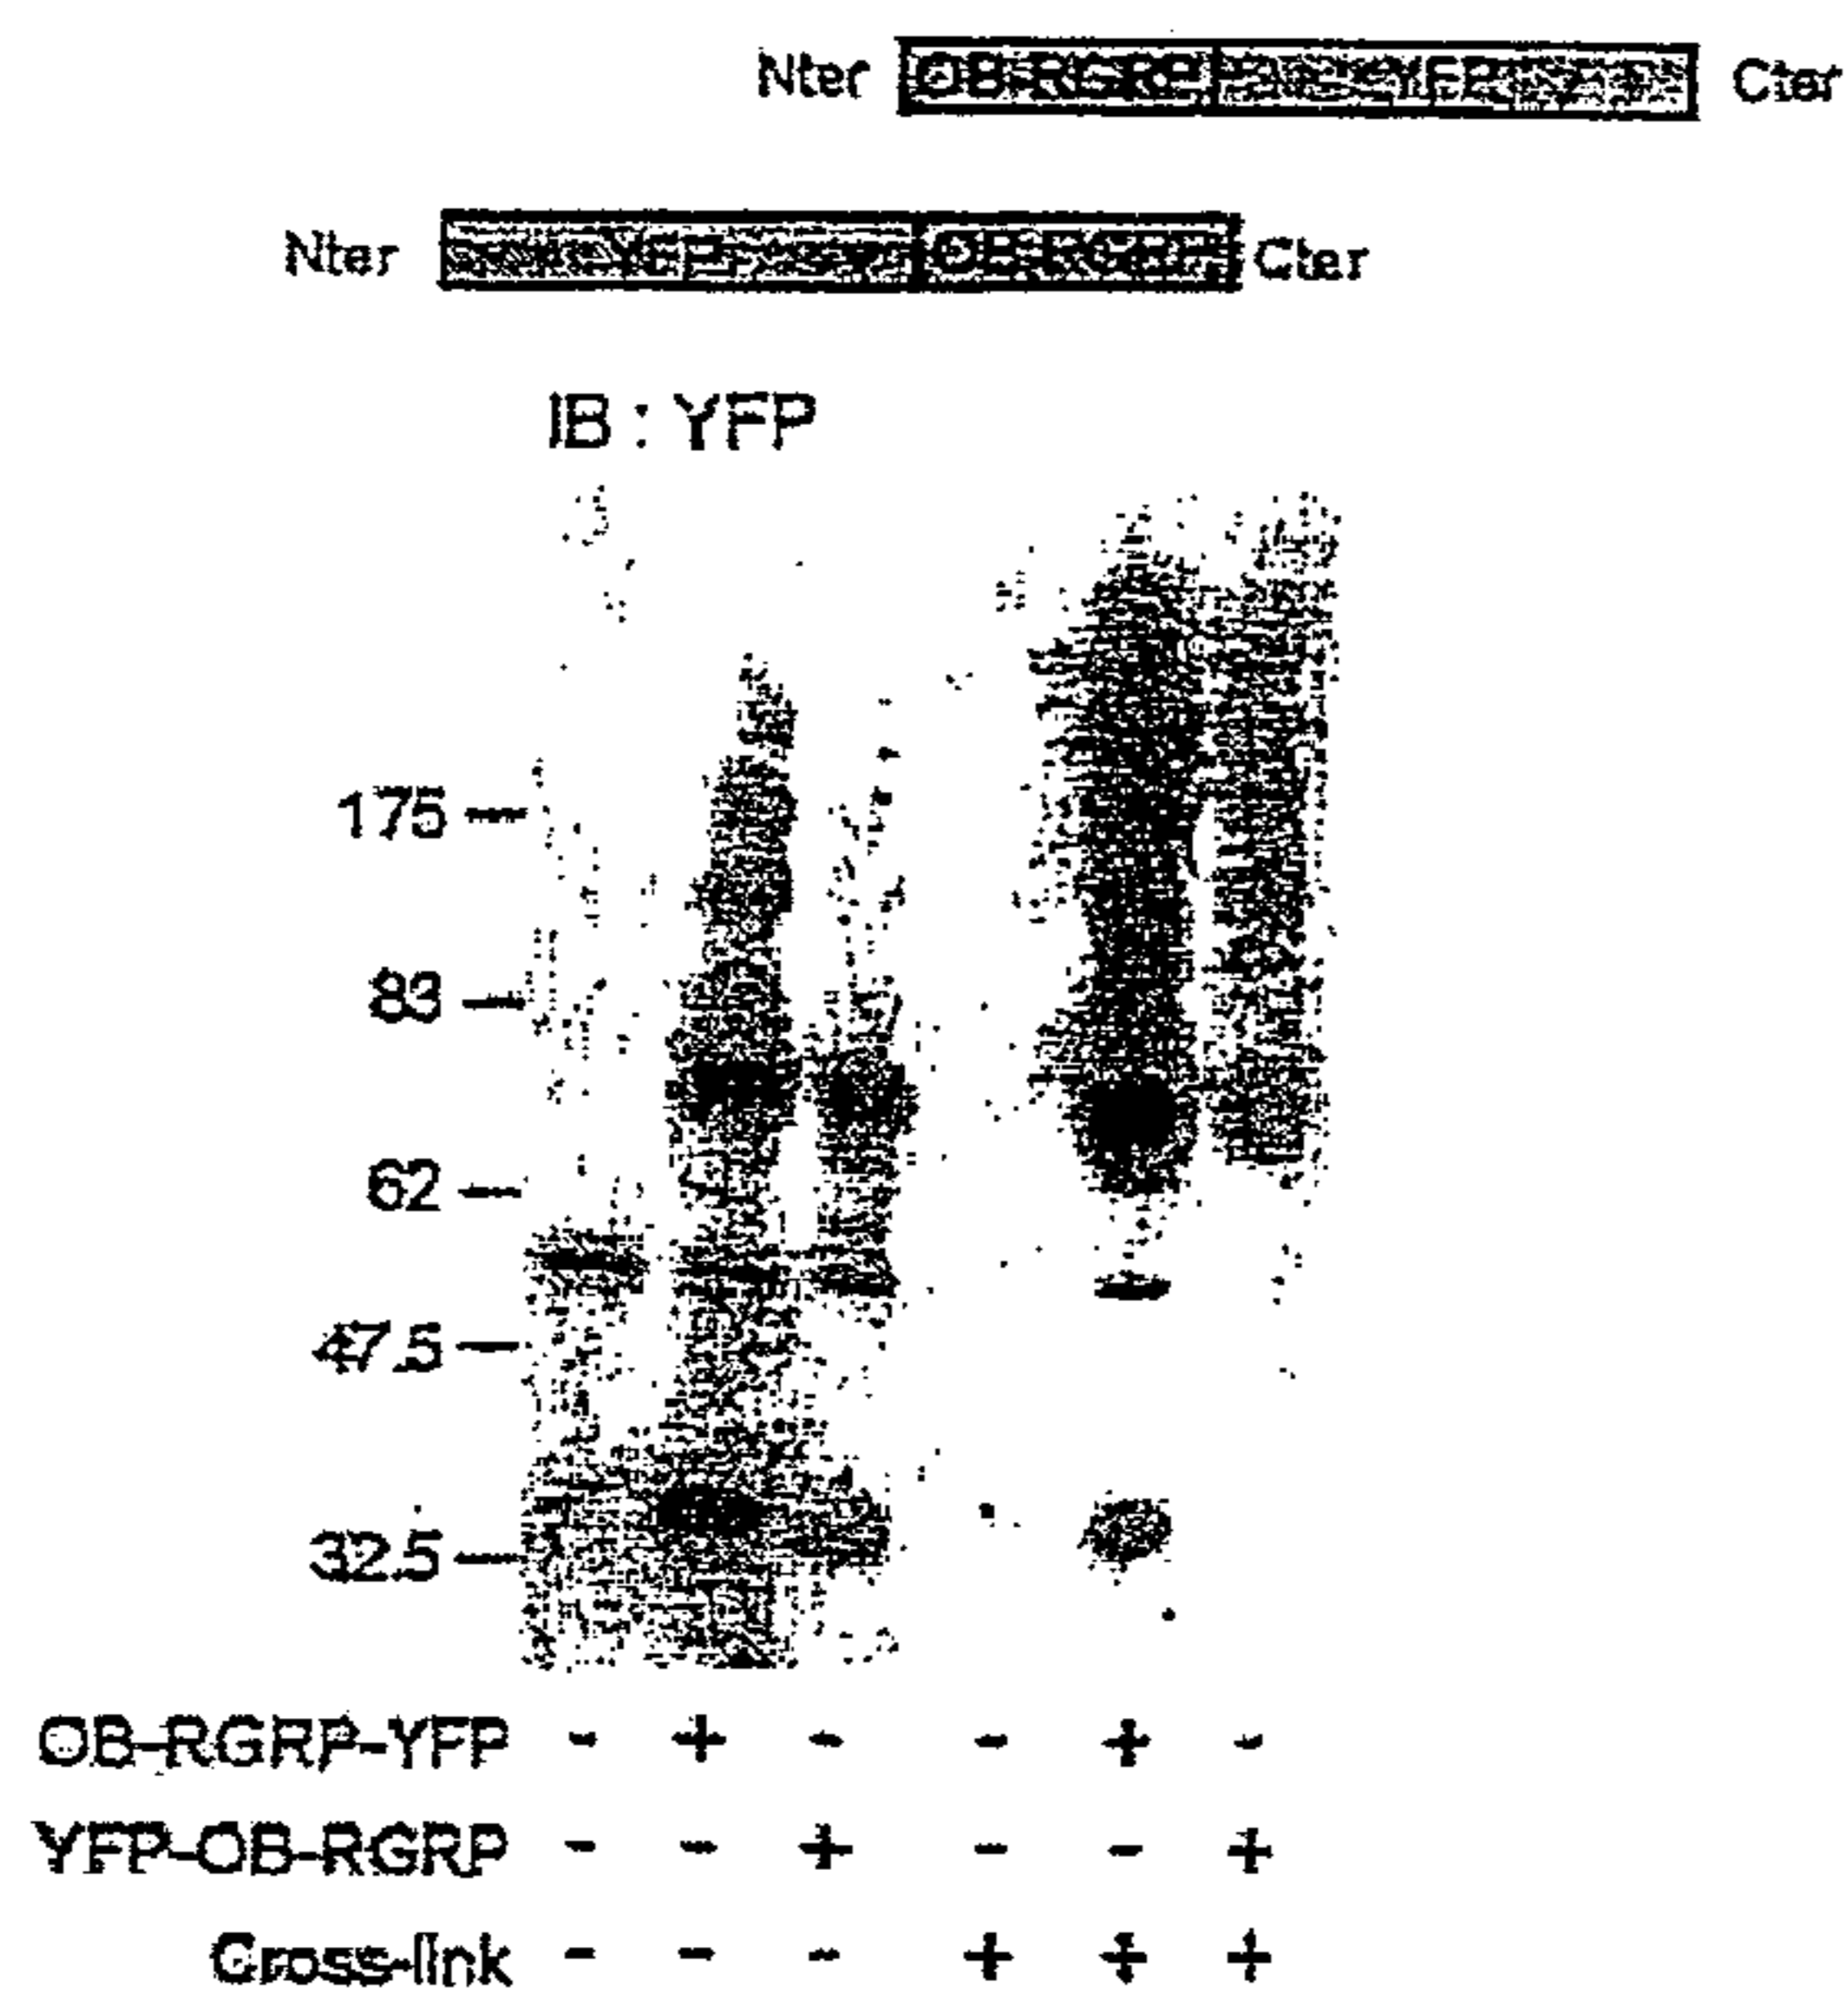 Nter OB-RGRP YFP Cter
Nter YFP OB-RGRP Cter
IB : YFP
175
83
62
47.5
32.5
OB-RGRP-YFP - + - - + -
YFP-OB-RGRP - - + - - +
Cross-link - - - + + +